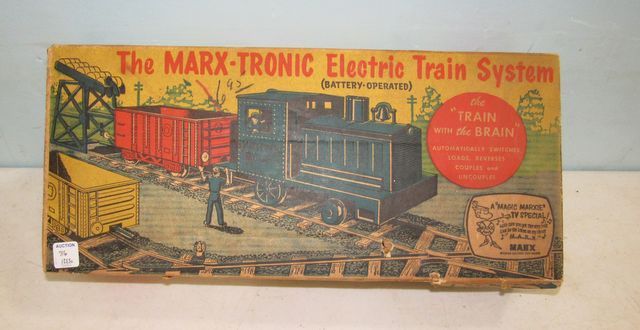 The MARX-TRONIC Electric Train System
(BATTERY-OPERATED)
the
"TRAIN
WITH the BRAIN"
AUTOMATICALLY SWITCHES
LOADS, REVERSES
COUPLES and
UNCOUPLES
A "MAGIC MARXIE"
TV SPECIAL!
MARX
AUCTION